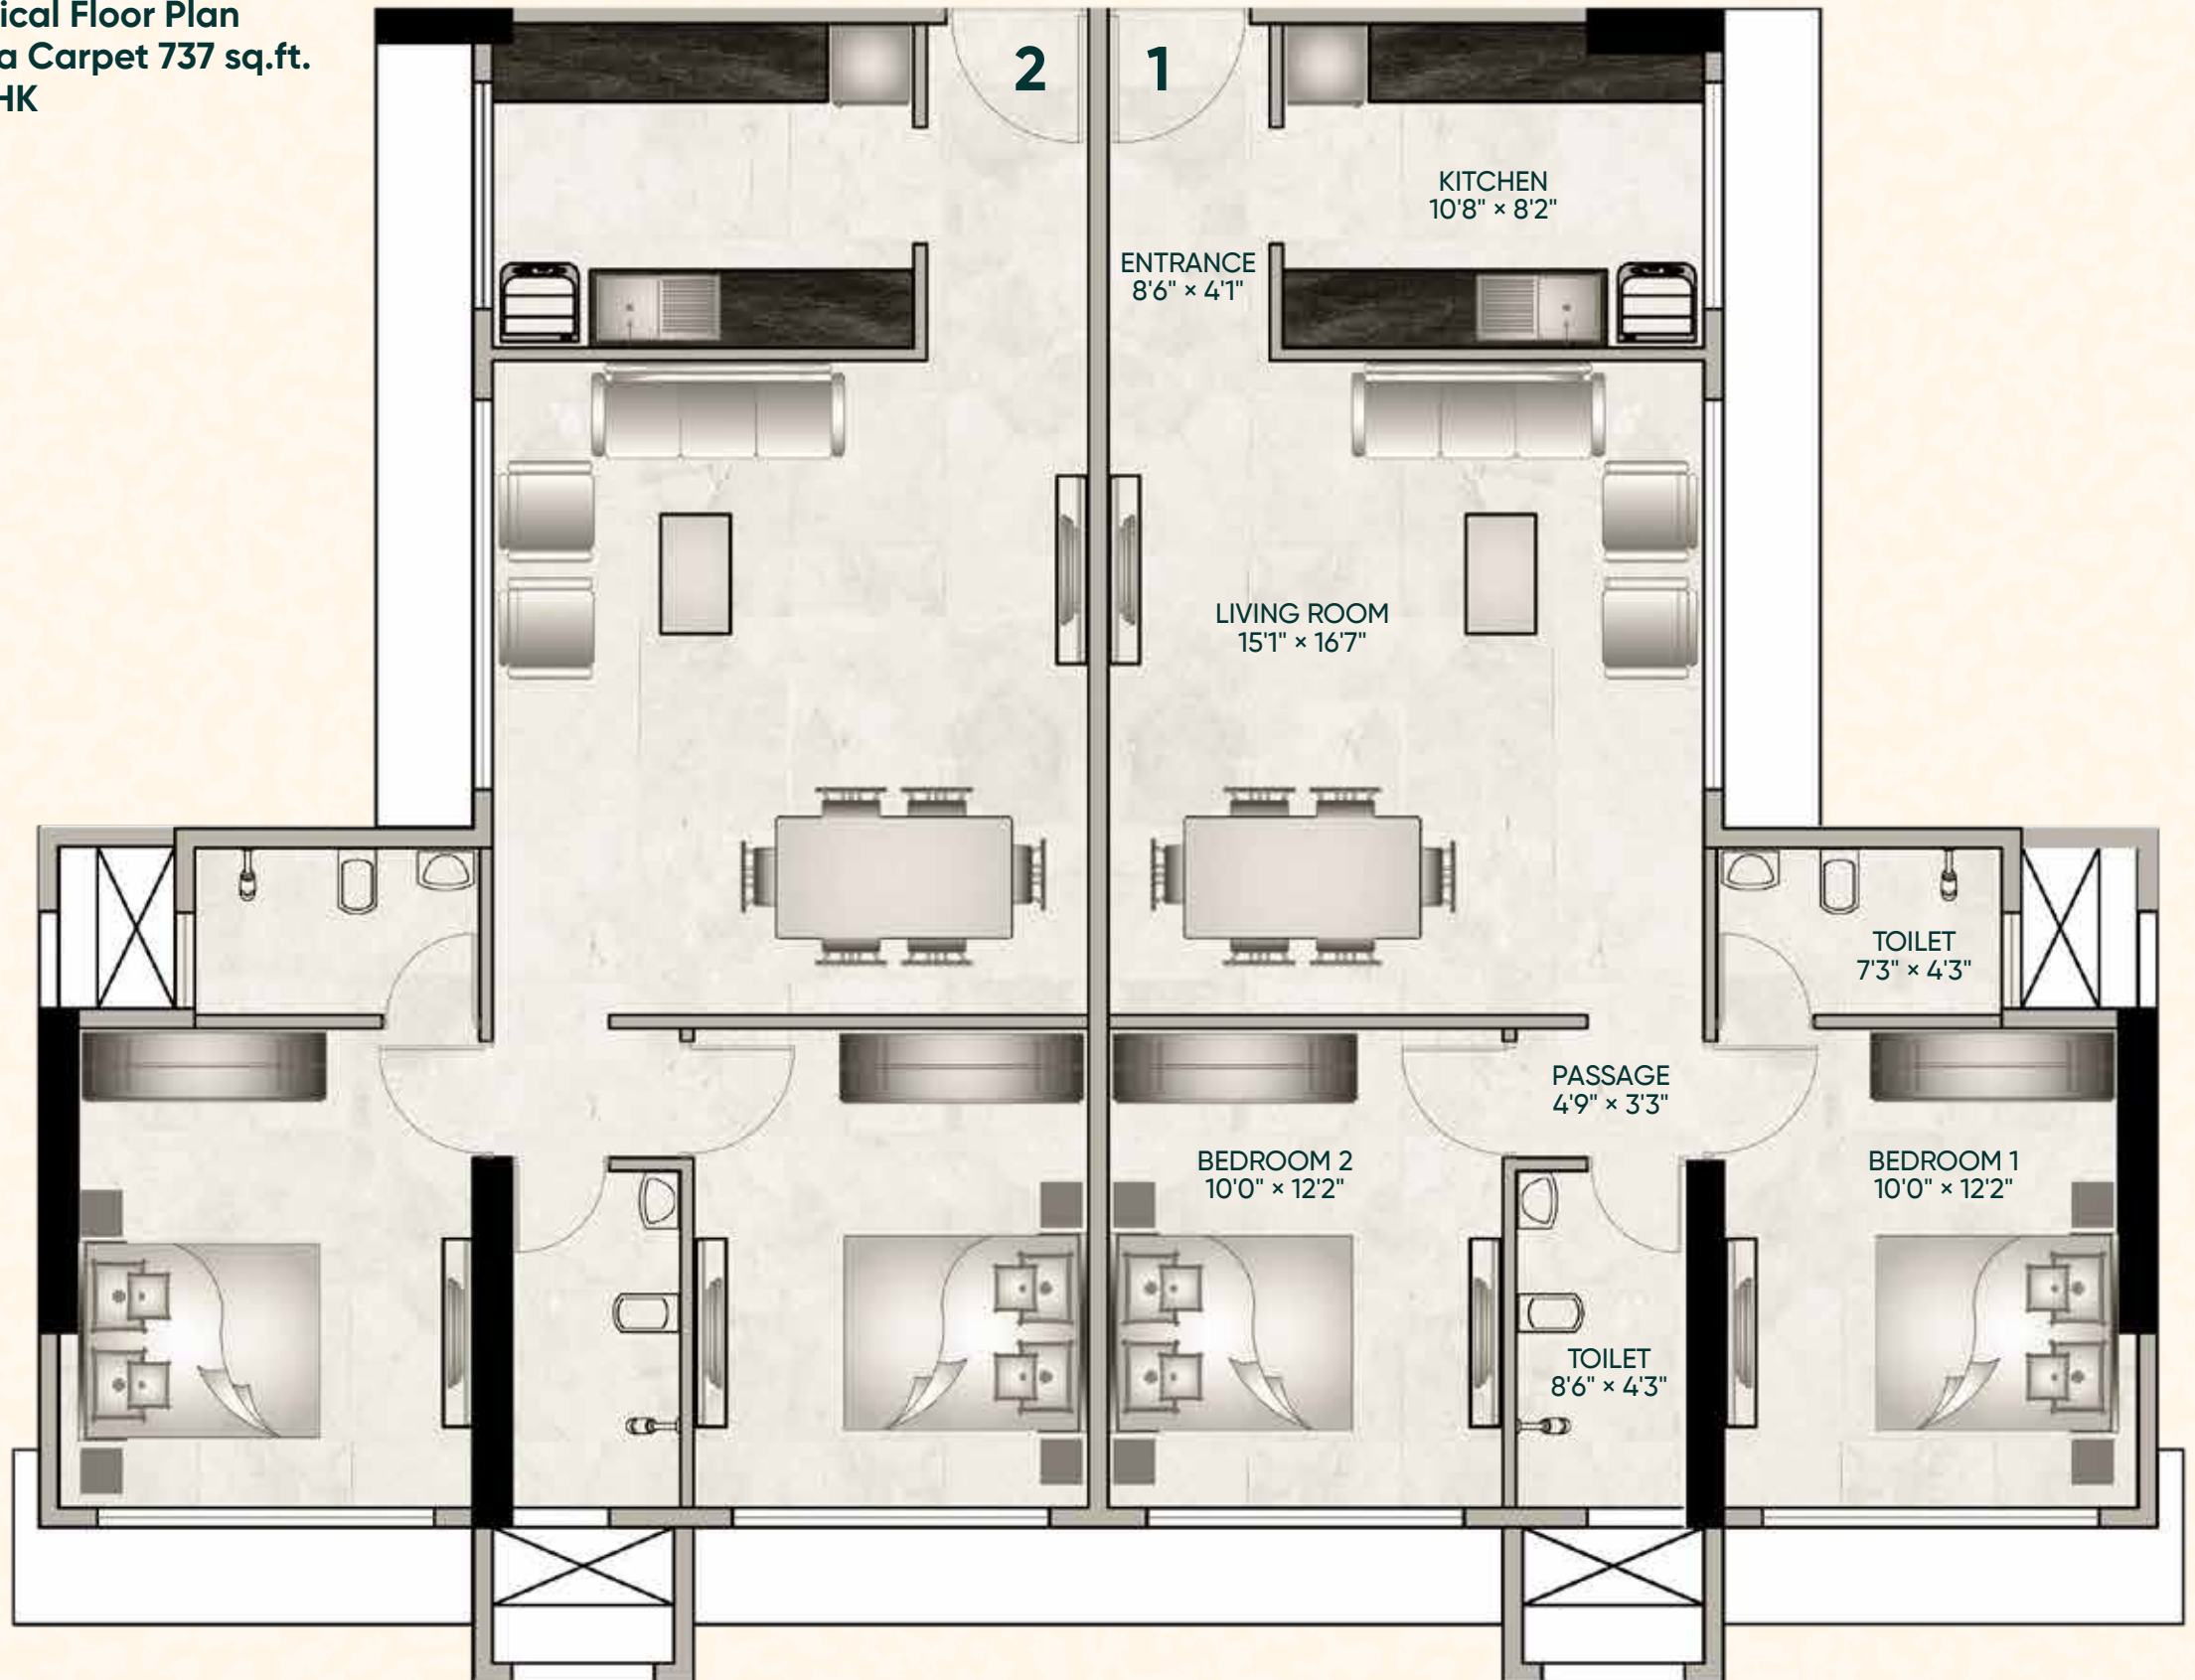 ical Floor Plan
a Carpet 737 sq.ft.
HK
2
1
KITCHEN
10'8" × 8'2"
ENTRANCE
8'6" × 4'1"
LIVING ROOM
15'1" × 16'7"
TOILET
7'3" × 4'3"
PASSAGE
4'9" × 3'3"
BEDROOM 2
10'0" × 12'2"
BEDROOM 1
10'0" × 12'2"
TOILET
8'6" × 4'3"